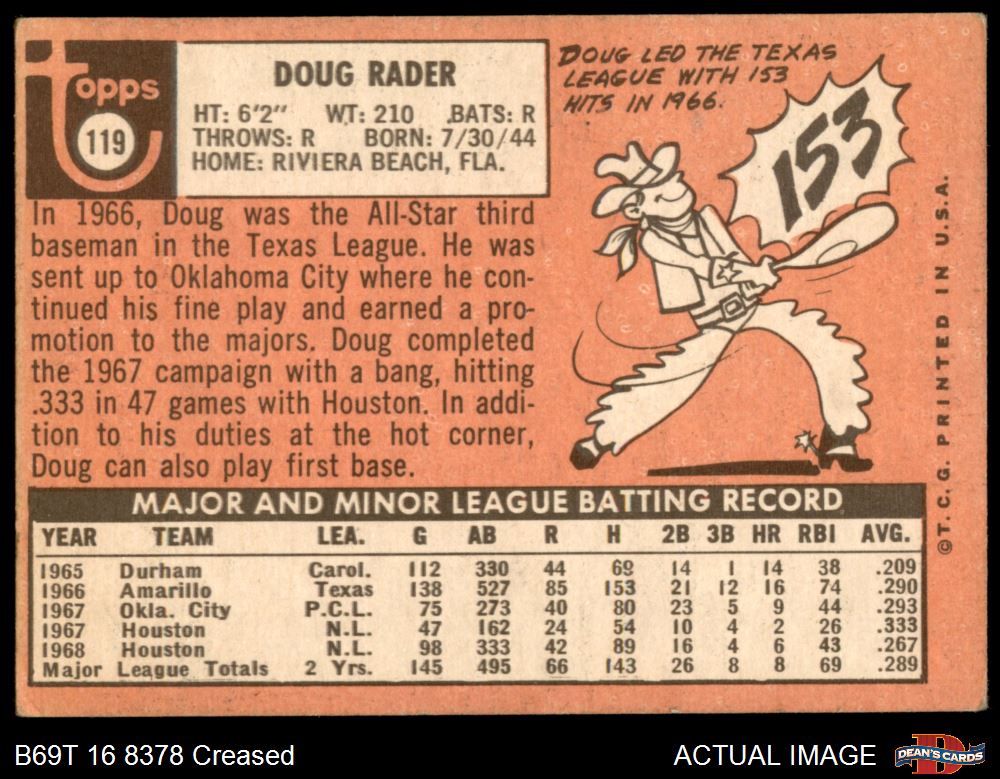 topps
119
DOUG RADER
HT: 6'2" WT: 210 BATS: R
THROWS: R BORN: 7/30/44
HOME: RIVIERA BEACH, FLA.
In 1966, Doug was the All-Star third
baseman in the Texas League. He was
sent up to Oklahoma City where he con-
tinued his fine play and earned a pro-
motion to the majors. Doug completed
the 1967 campaign with a bang, hitting
.333 in 47 games with Houston. In addi-
tion to his duties at the hot corner,
Doug can also play first base.
DOUG LED THE TEXAS
LEAGUE WITH 153
HITS IN 1966.
153
©T.C.G. PRINTED IN U.S.A.
MAJOR AND MINOR LEAGUE BATTING RECORD
YEAR TEAM LEA. G AB R H 2B 3B HR RBI AVG.
1965 Durham Carol. 112 330 44 69 14 1 14 38 .209
1966 Amarillo Texas 138 527 85 153 21 12 16 74 .290
1967 Okla. City P.C.L. 75 273 40 80 23 5 9 44 .293
1967 Houston N.L. 47 162 24 54 10 4 2 26 .333
1968 Houston N.L. 98 333 42 89 16 4 6 43 .267
Major League Totals 2 Yrs. 145 495 66 143 26 8 8 69 .289
B69T 16 8378 Creased
ACTUAL IMAGE
DEAN'S CARDS